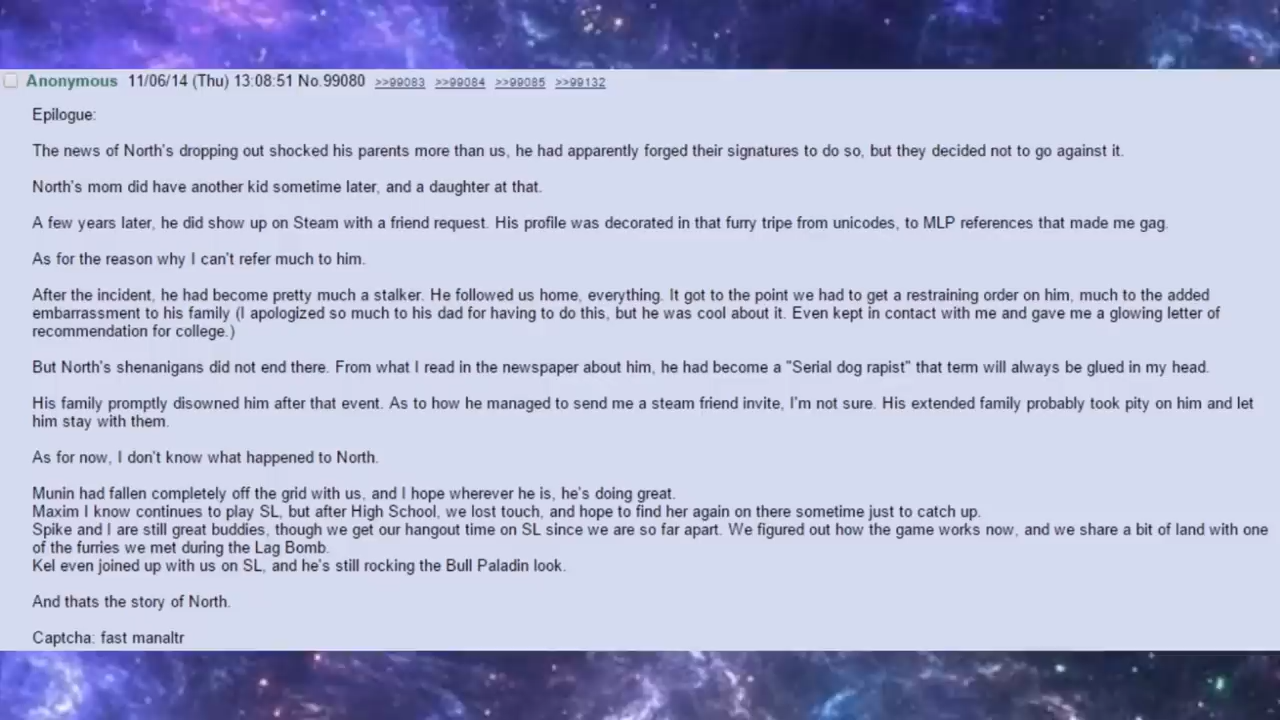 Anonymous 11/06/14 (Thu) 13:08:51 No.99080 >>99083 >>99084 >>99085 >>99132
Epilogue:
The news of North's dropping out shocked his parents more than us, he had apparently forged their signatures to do so, but they decided not to go against it.
North's mom did have another kid sometime later, and a daughter at that.
A few years later, he did show up on Steam with a friend request. His profile was decorated in that furry tripe from unicodes, to MLP references that made me gag.
As for the reason why I can't refer much to him.
After the incident, he had become pretty much a stalker. He followed us home, everything. It got to the point we had to get a restraining order on him, much to the added
embarrassment to his family (I apologized so much to his dad for having to do this, but he was cool about it. Even kept in contact with me and gave me a glowing letter of
recommendation for college.)
But North's shenanigans did not end there. From what I read in the newspaper about him, he had become a "Serial dog rapist" that term will always be glued in my head.
His family promptly disowned him after that event. As to how he managed to send me a steam friend invite, I'm not sure. His extended family probably took pity on him and let
him stay with them.
As for now, I don't know what happened to North.
Munin had fallen completely off the grid with us, and I hope wherever he is, he's doing great.
Maxim I know continues to play SL, but after High School, we lost touch, and hope to find her again on there sometime just to catch up.
Spike and I are still great buddies, though we get our hangout time on SL since we are so far apart. We figured out how the game works now, and we share a bit of land with one
of the furries we met during the Lag Bomb.
Kel even joined up with us on SL, and he's still rocking the Bull Paladin look.
And thats the story of North.
Captcha: fast manaltr